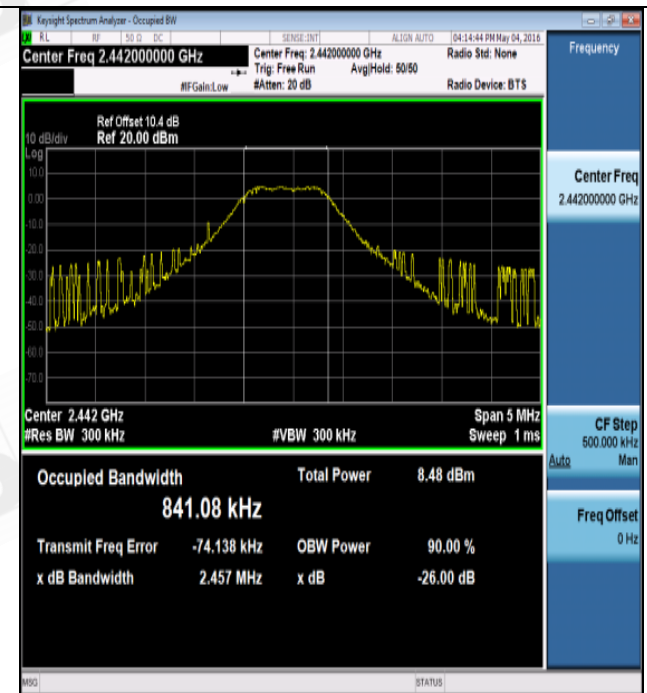 Keysight Spectrum Analyzer - Occupied BW
RL RF 50 Ω DC SENSE:INT ALIGN AUTO 04:14:44 PM May 04, 2016
Center Freq 2.442000000 GHz
Center Freq: 2.442000000 GHz
Radio Std: None
Trig: Free Run Avg|Hold: 50/50
#IFGain:Low
#Atten: 20 dB
Radio Device: BTS
Ref Offset 10.4 dB
10 dB/div Ref 20.00 dBm
Log
10.0
0.00
-10.0
-20.0
-30.0
-40.0
-50.0
-60.0
-70.0
Center 2.442 GHz Span 5 MHz
#Res BW 300 kHz #VBW 300 kHz Sweep 1 ms
Occupied Bandwidth Total Power 8.48 dBm
841.08 kHz
Transmit Freq Error -74.138 kHz OBW Power 90.00 %
x dB Bandwidth 2.457 MHz x dB -26.00 dB
Frequency
Center Freq
2.442000000 GHz
CF Step
500.000 kHz
Auto Man
Freq Offset
0 Hz
MSG STATUS